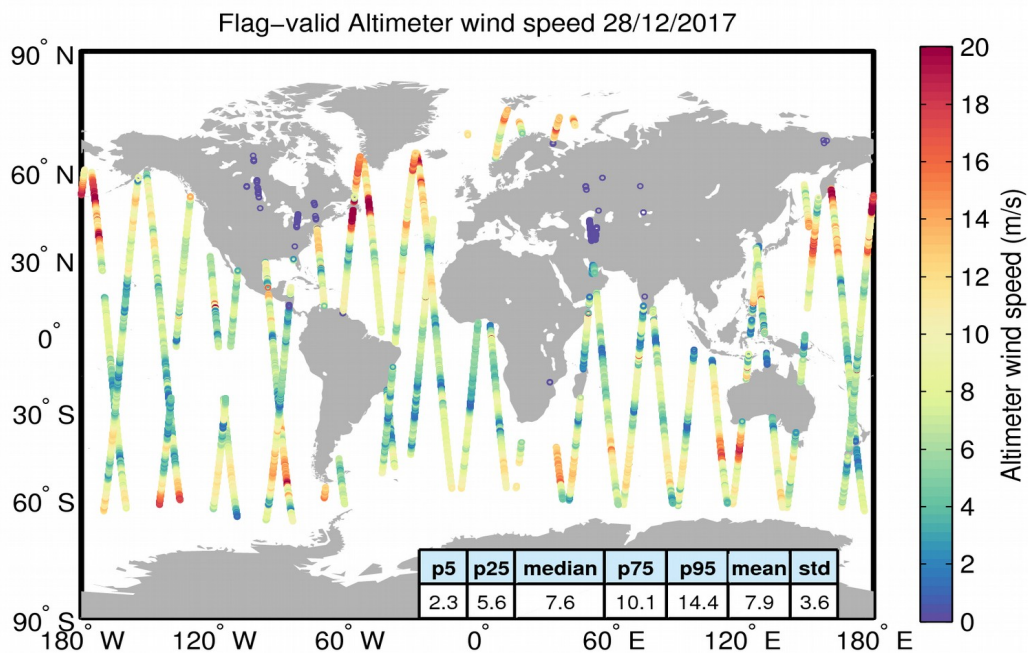 Flag−valid Altimeter wind speed 28/12/2017
90° N
60° N
30° N
0°
30° S
60° S
90° S
180° W
120° W
60° W
0°
60° E
120° E
180° E
p5 p25 median p75 p95 mean std
2.3 5.6 7.6 10.1 14.4 7.9 3.6
20
18
16
14
12
10
8
6
4
2
0
Altimeter wind speed (m/s)